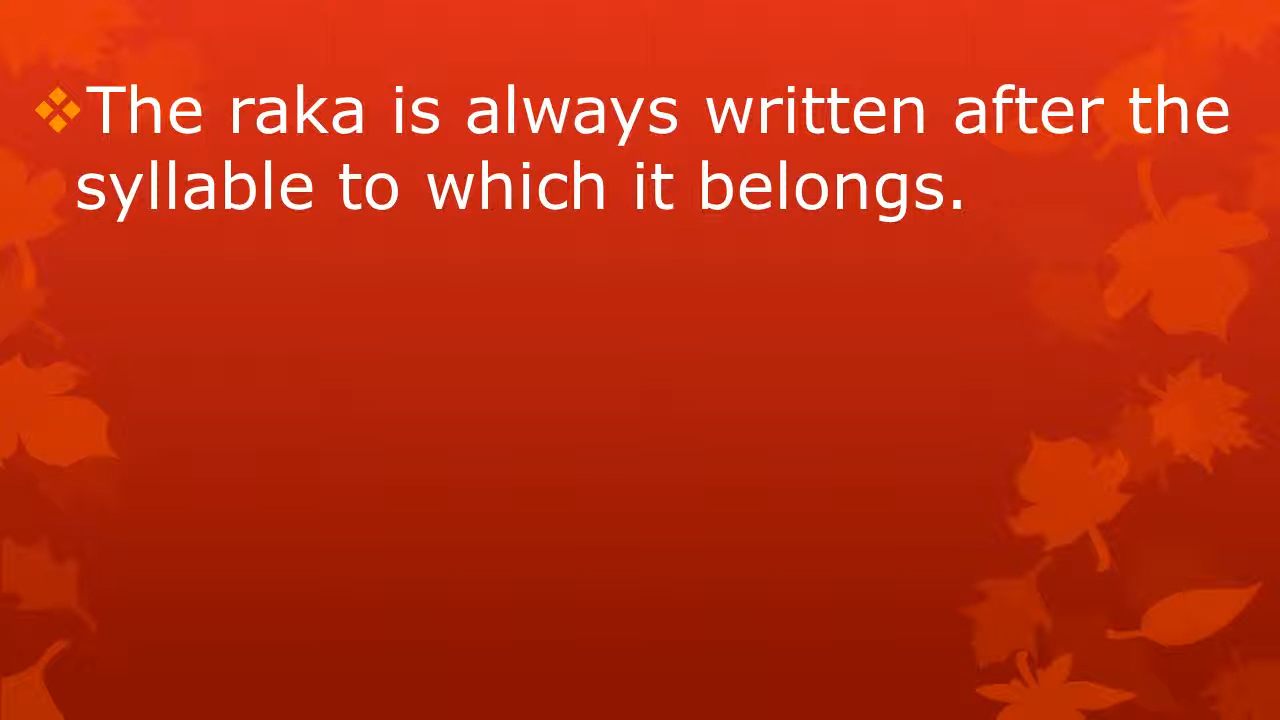 ❖The raka is always written after the
syllable to which it belongs.